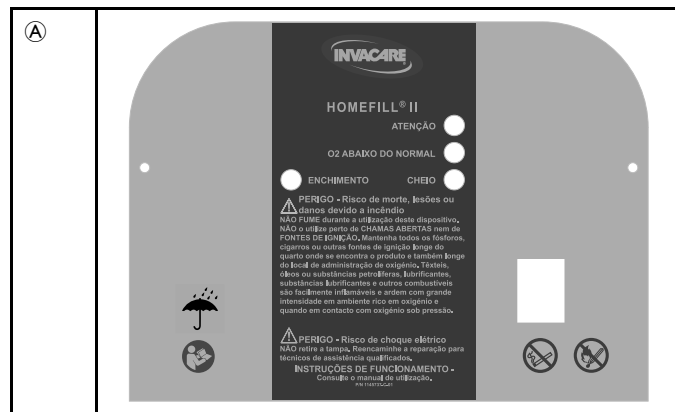 Ⓐ
INVACARE®
HOMEFILL® II
ATENÇÃO
O2 ABAIXO DO NORMAL
ENCHIMENTO CHEIO
PERIGO - Risco de morte, lesões ou
danos devido a incêndio
NÃO FUME durante a utilização deste dispositivo.
NÃO o utilize perto de CHAMAS ABERTAS nem de
FONTES DE IGNIÇÃO. Mantenha todos os fósforos,
cigarros ou outras fontes de ignição longe do
quarto onde se encontra o produto e também longe
do local de administração de oxigénio. Têxteis,
óleos ou substâncias petrolíferas, lubrificantes,
substâncias lubrificantes e outros combustíveis
são facilmente inflamáveis e ardem com grande
intensidade em ambiente rico em oxigénio e
quando em contacto com oxigénio sob pressão.
PERIGO - Risco de choque elétrico
NÃO retire a tampa. Reencaminhe a reparação para
técnicos de assistência qualificados.
INSTRUÇÕES DE FUNCIONAMENTO -
Consulte o manual de utilização.
P/N